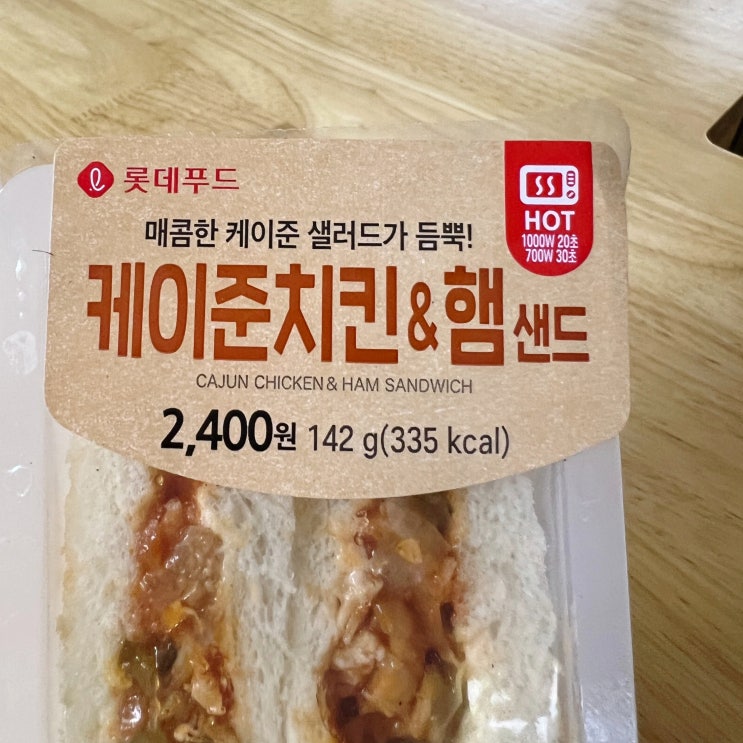 롯데푸드
HOT
1000W 20초
700W 30초
매콤한 케이준 샐러드가 듬뿍!
케이준치킨&햄 샌드
CAJUN CHICKEN & HAM SANDWICH
2,400원 142 g(335 kcal)